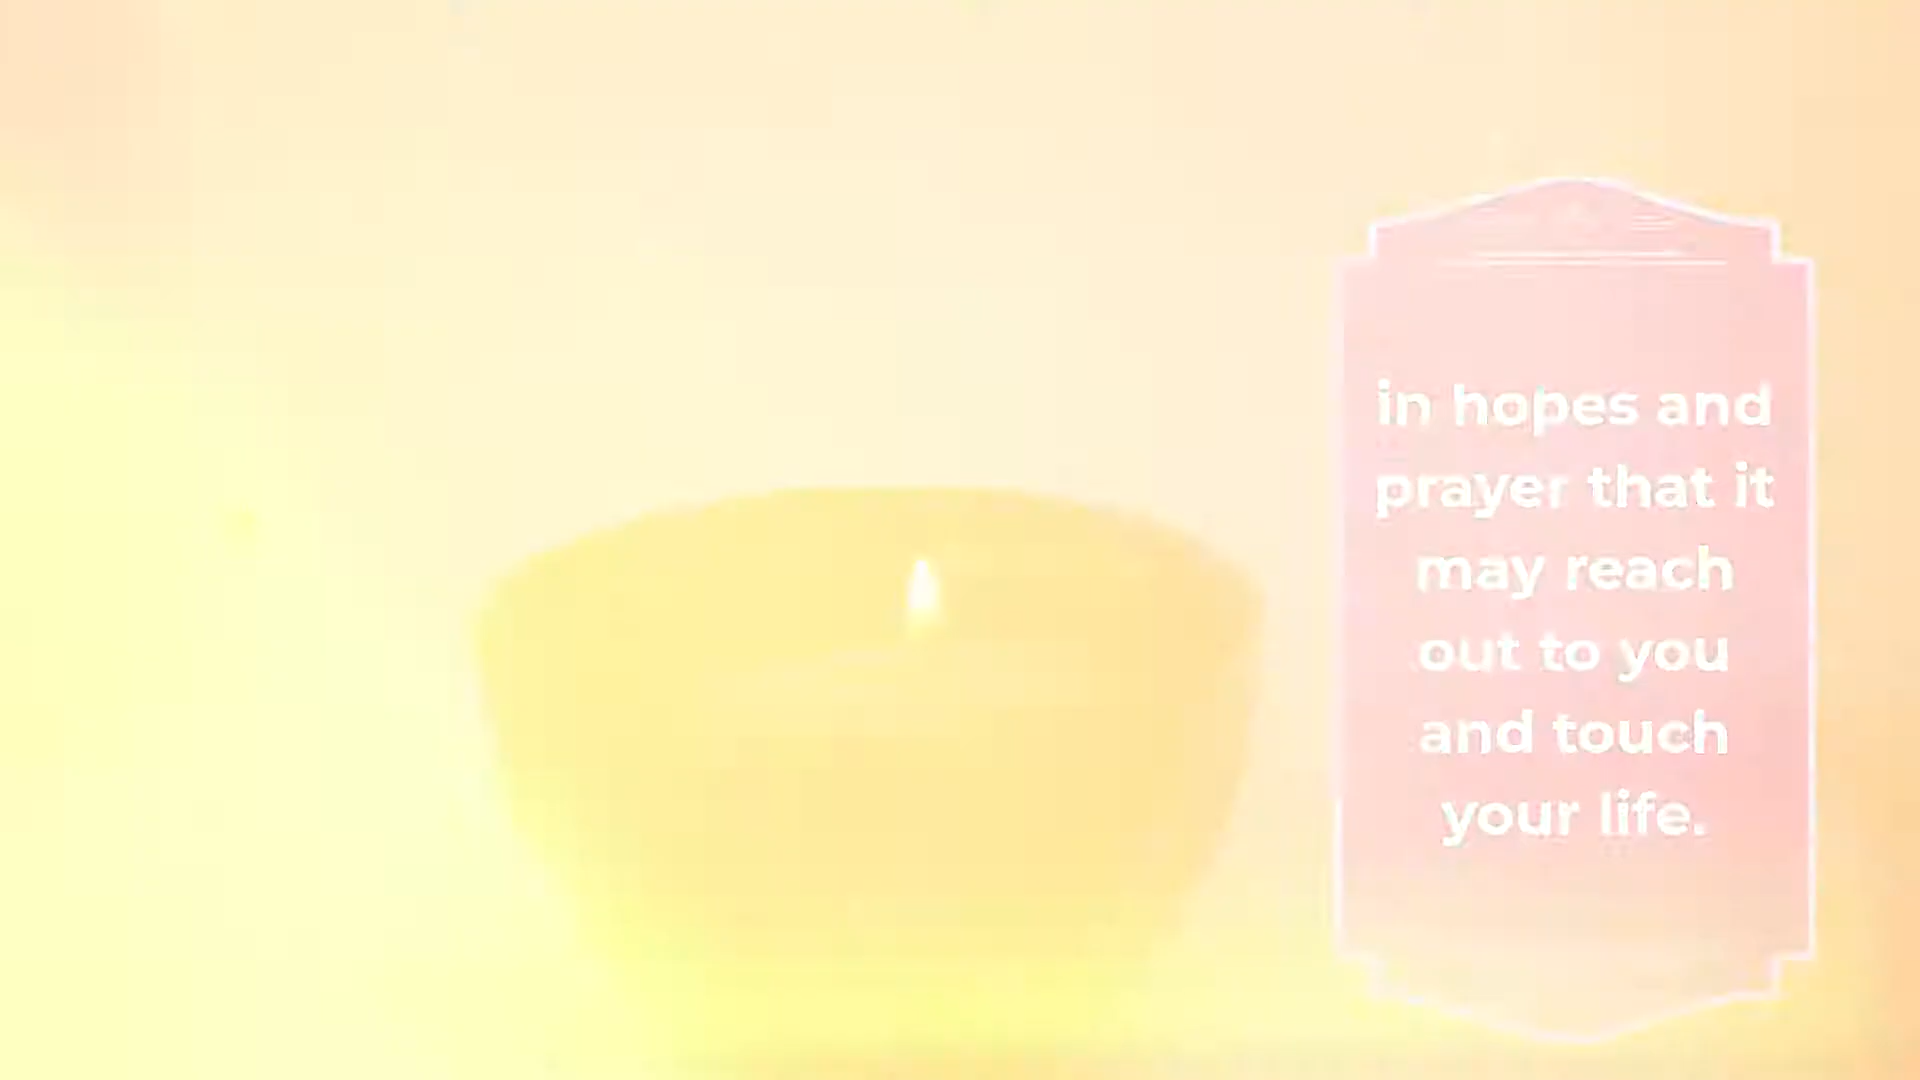 in hopes and
prayer that it
may reach
out to you
and touch
your life.